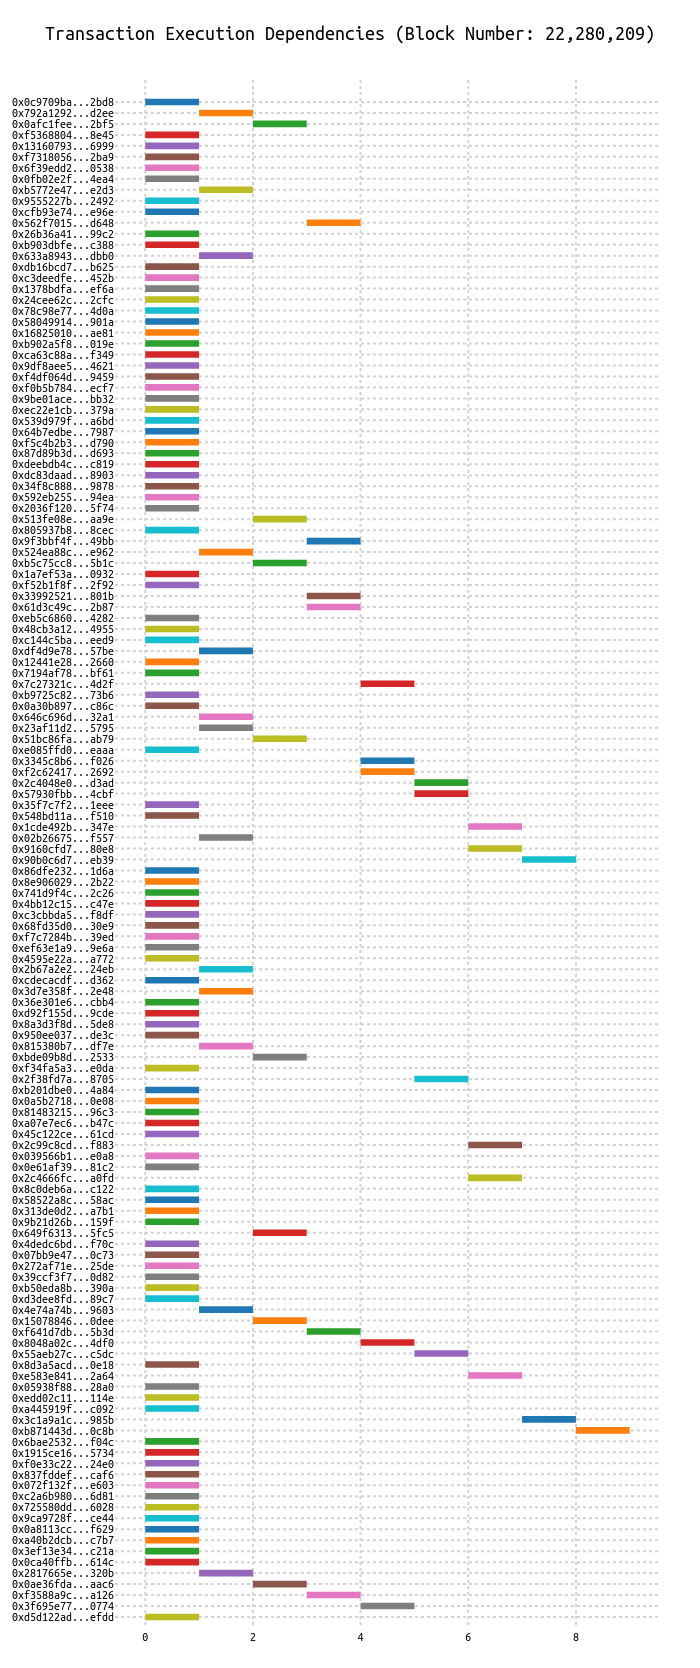 Transaction Execution Dependencies (Block Number: 22,280,209)
0x0c9709ba...2bd8
0x792a1292...d2ee
0x0afc1fee...2bf5
0xf5368804...8e45
0x13160793...6999
0xf7318056...2ba9
0x6f39edd2...0538
0x0fb02e2f...4ea4
0xb5772e47...e2d3
0x9555227b...2492
0xcfb93e74...e96e
0x562f7015...d648
0x26b36a41...99c2
0xb903dbfe...c388
0x633a8943...dbb0
0xdb16bcd7...b625
0xc3deedfe...452b
0x1378bdfa...ef6a
0x24cee62c...2cfc
0x78c98e77...4d0a
0x58049914...901a
0x16825010...ae81
0xb902a5f8...019e
0xca63c88a...f349
0x9df8aee5...4621
0xf4df064d...9459
0xf0b5b784...ecf7
0x9be01ace...bb32
0xec22e1cb...379a
0x539d979f...a6bd
0x64b7edbe...7987
0xf5c4b2b3...d790
0x87d89b3d...d693
0xdeebdb4c...c819
0xdc83daad...8903
0x34f8c888...9878
0x592eb255...94ea
0x2036f120...5f74
0x513fe08e...aa9e
0x805937b8...8cec
0x9f3bbf4f...49bb
0x524ea88c...e962
0xb5c75cc8...5b1c
0x1a7ef53a...0932
0xf52b1f8f...2f92
0x33992521...801b
0x61d3c49c...2b87
0xeb5c6860...4282
0x48cb3a12...4955
0xc144c5ba...eed9
0xdf4d9e78...57be
0x12441e28...2660
0x7194af78...bf61
0x7c27321c...4d2f
0xb9725c82...73b6
0x0a30b897...c86c
0x646c696d...32a1
0x23af11d2...5795
0x51bc86fa...ab79
0xe085ffd0...eaaa
0x3345c8b6...f026
0xf2c62417...2692
0x2c4048e0...d3ad
0x57930fbb...4cbf
0x35f7c7f2...1eee
0x548bd11a...f510
0x1cde492b...347e
0x02b26675...f557
0x9160cfd7...80e8
0x90b0c6d7...eb39
0x86dfe232...1d6a
0x8e906029...2b22
0x741d9f4c...2c26
0x4bb12c15...c47e
0xc3cbbda5...f8df
0x68fd35d0...30e9
0xf7c7284b...39ed
0xef63e1a9...9e6a
0x4595e22a...a772
0x2b67a2e2...24eb
0xcdecacdf...d362
0x3d7e358f...2e48
0x36e301e6...cbb4
0xd92f155d...9cde
0x8a3d3f8d...5de8
0x950ee037...de3c
0x815380b7...df7e
0xbde09b8d...2533
0xf34fa5a3...e0da
0x2f38fd7a...8705
0xb201dbe0...4a84
0x0a5b2718...0e08
0x81483215...96c3
0xa07e7ec6...b47c
0x45c122ce...61cd
0x2c99c8cd...f883
0x039566b1...e0a8
0x0e61af39...81c2
0x2c4666fc...a0fd
0x8c0deb6a...c122
0x58522a8c...58ac
0x313de0d2...a7b1
0x9b21d26b...159f
0x649f6313...5fc5
0x4dedc6bd...f70c
0x07bb9e47...0c73
0x272af71e...25de
0x39ccf3f7...0d82
0xb50eda8b...390a
0xd3dee8fd...89c7
0x4e74a74b...9603
0x15078846...0dee
0xf641d7db...5b3d
0x8048a02c...4df0
0x55aeb27c...c5dc
0x8d3a5acd...0e18
0xe583e841...2a64
0x05938f88...28a0
0xedd02c11...114e
0xa445919f...c092
0x3c1a9a1c...985b
0xb871443d...0c8b
0x6bae2532...f04c
0x1915ce16...5734
0xf0e33c22...24e0
0x837fddef...caf6
0x072f132f...e603
0xc2a6b980...6d81
0x725580dd...6028
0x9ca9728f...ce44
0x0a8113cc...f629
0xa40b2dcb...c7b7
0x3ef13e34...c21a
0x0ca40ffb...614c
0x2817665e...320b
0x0ae36fda...aac6
0xf3588a9c...a126
0x3f695e77...0774
0xd5d122ad...efdd
0 2 4 6 8